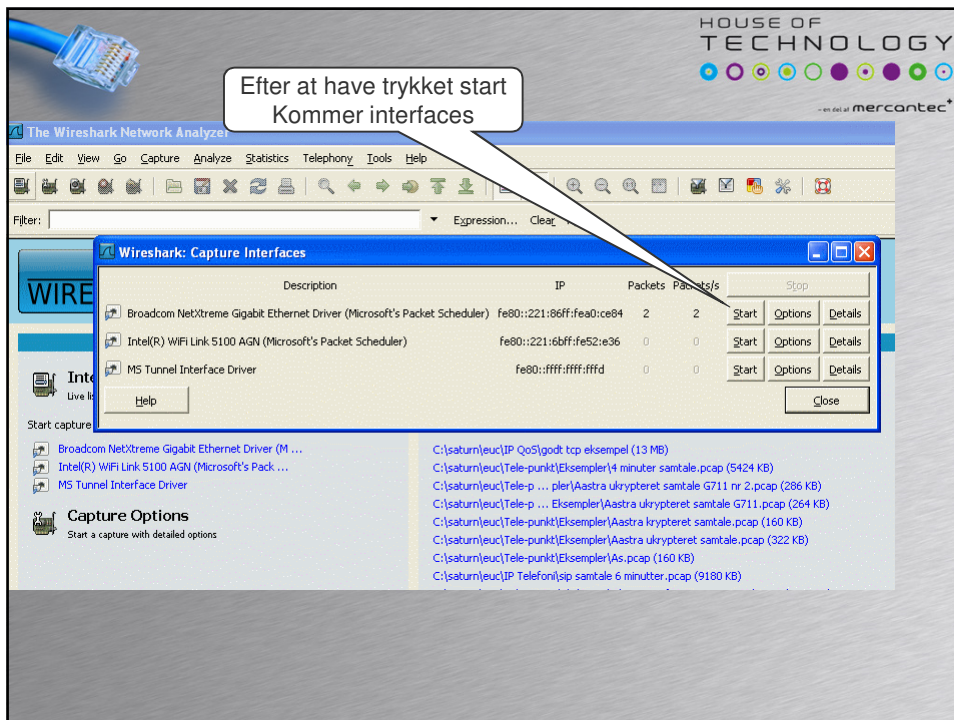 HOUSE OF
TECHNOLOGY
- en del af mercantec+
Efter at have trykket start
Kommer interfaces
The Wireshark Network Analyzer
File Edit View Go Capture Analyze Statistics Telephony Tools Help
Filter: Expression... Clear
Wireshark: Capture Interfaces
Description IP Packets Packets/s Stop
Broadcom NetXtreme Gigabit Ethernet Driver (Microsoft's Packet Scheduler) fe80::221:86ff:fea0:ce84 2 2 Start Options Details
Intel(R) WiFi Link 5100 AGN (Microsoft's Packet Scheduler) fe80::221:6bff:fe52:e36 0 0 Start Options Details
MS Tunnel Interface Driver fe80::ffff:ffff:fffd 0 0 Start Options Details
Help Close
WIRE
Inte
Live lis
Start capture
Broadcom NetXtreme Gigabit Ethernet Driver (M ...
Intel(R) WiFi Link 5100 AGN (Microsoft's Pack ...
MS Tunnel Interface Driver
Capture Options
Start a capture with detailed options
C:\saturn\euc\IP QoS\godt tcp eksempel (13 MB)
C:\saturn\euc\Tele-punkt\Eksempler\4 minuter samtale.pcap (5424 KB)
C:\saturn\euc\Tele-p ... pler\Aastra ukrypteret samtale G711 nr 2.pcap (286 KB)
C:\saturn\euc\Tele-p ... Eksempler\Aastra ukrypteret samtale G711.pcap (264 KB)
C:\saturn\euc\Tele-punkt\Eksempler\Aastra krypteret samtale.pcap (160 KB)
C:\saturn\euc\Tele-punkt\Eksempler\Aastra ukrypteret samtale.pcap (322 KB)
C:\saturn\euc\Tele-punkt\Eksempler\As.pcap (160 KB)
C:\saturn\euc\IP Telefoni\sip samtale 6 minutter.pcap (9180 KB)